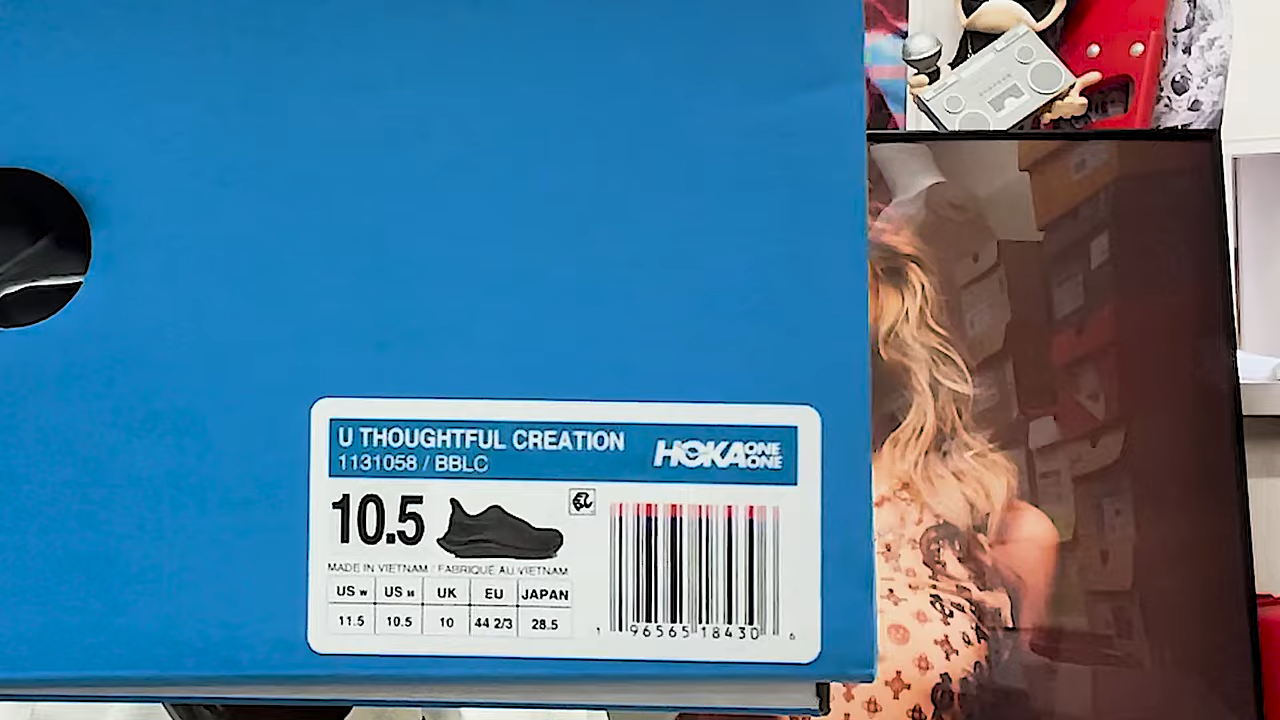 U THOUGHTFUL CREATION
1131058 / BBLC
HOKA ONE ONE
10.5
MADE IN VIETNAM / FABRIQUÉ AU VIETNAM
US W US M UK EU JAPAN
11.5 10.5 10 44 2/3 28.5
1 96565 18430 6